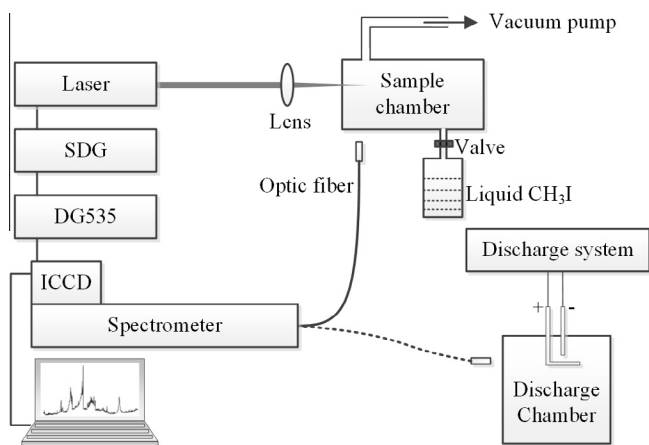 Vacuum pump
Laser
Sample
chamber
Lens
SDG
Valve
Optic fiber
Liquid CH₃I
DG535
Discharge system
ICCD
+
-
Spectrometer
Discharge
Chamber